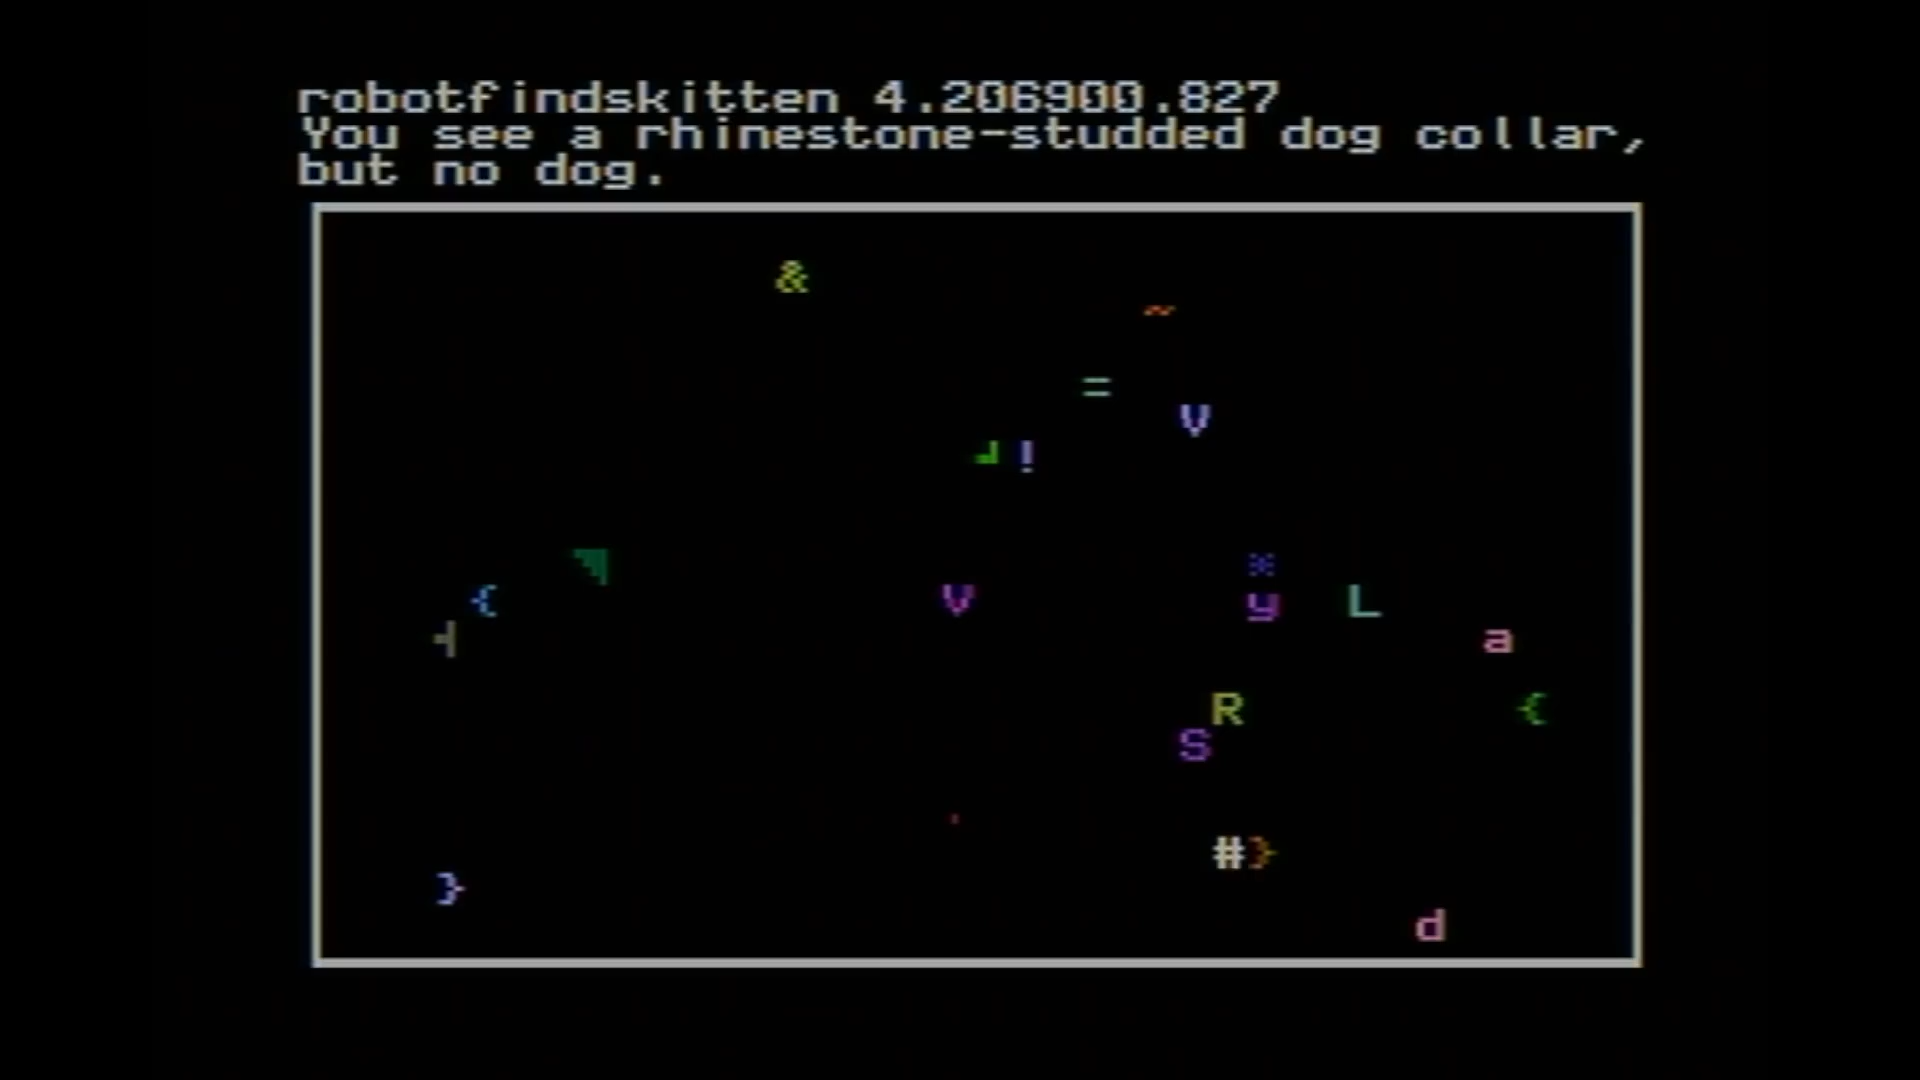 robotfindskitten 4.206900.827
You see a rhinestone-studded dog collar,
but no dog.
&
~
=
V
┘ !
*
{ V y L
┤ a
R {
S
.
#}
}
d